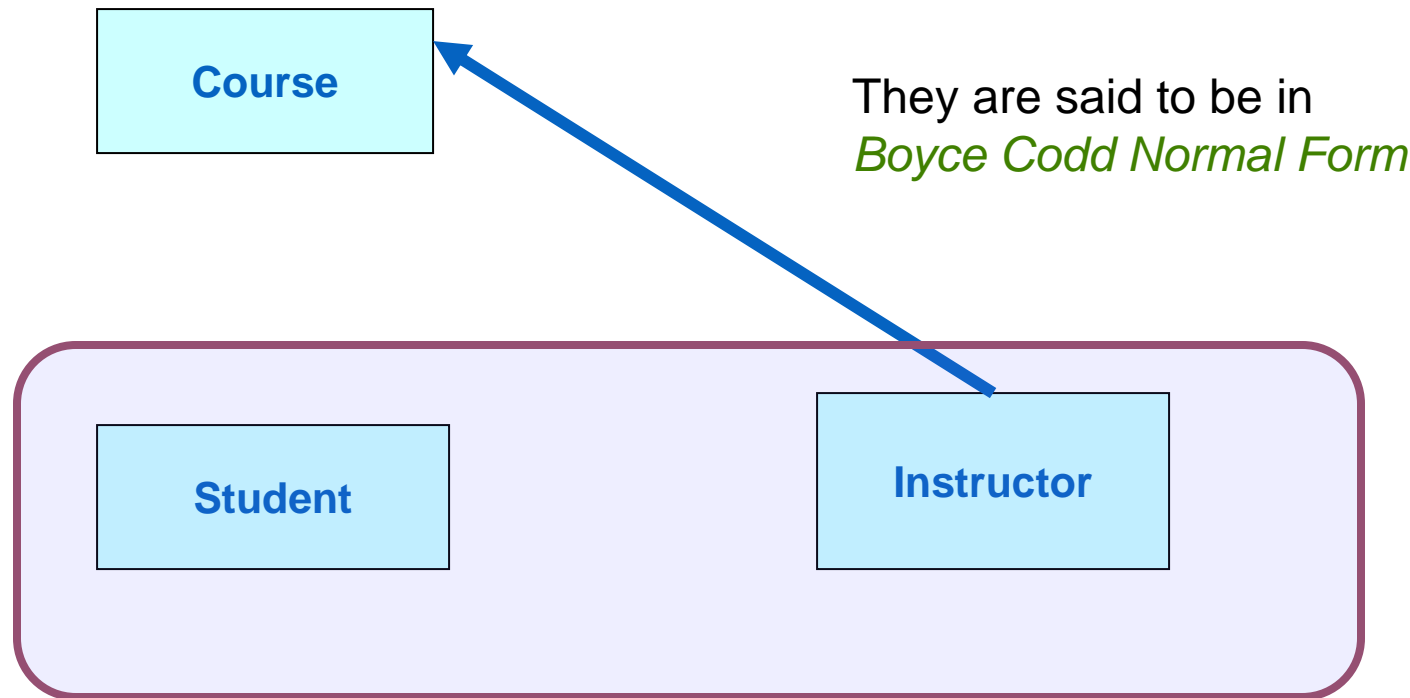 Course
They are said to be in
Boyce Codd Normal Form
Student
Instructor